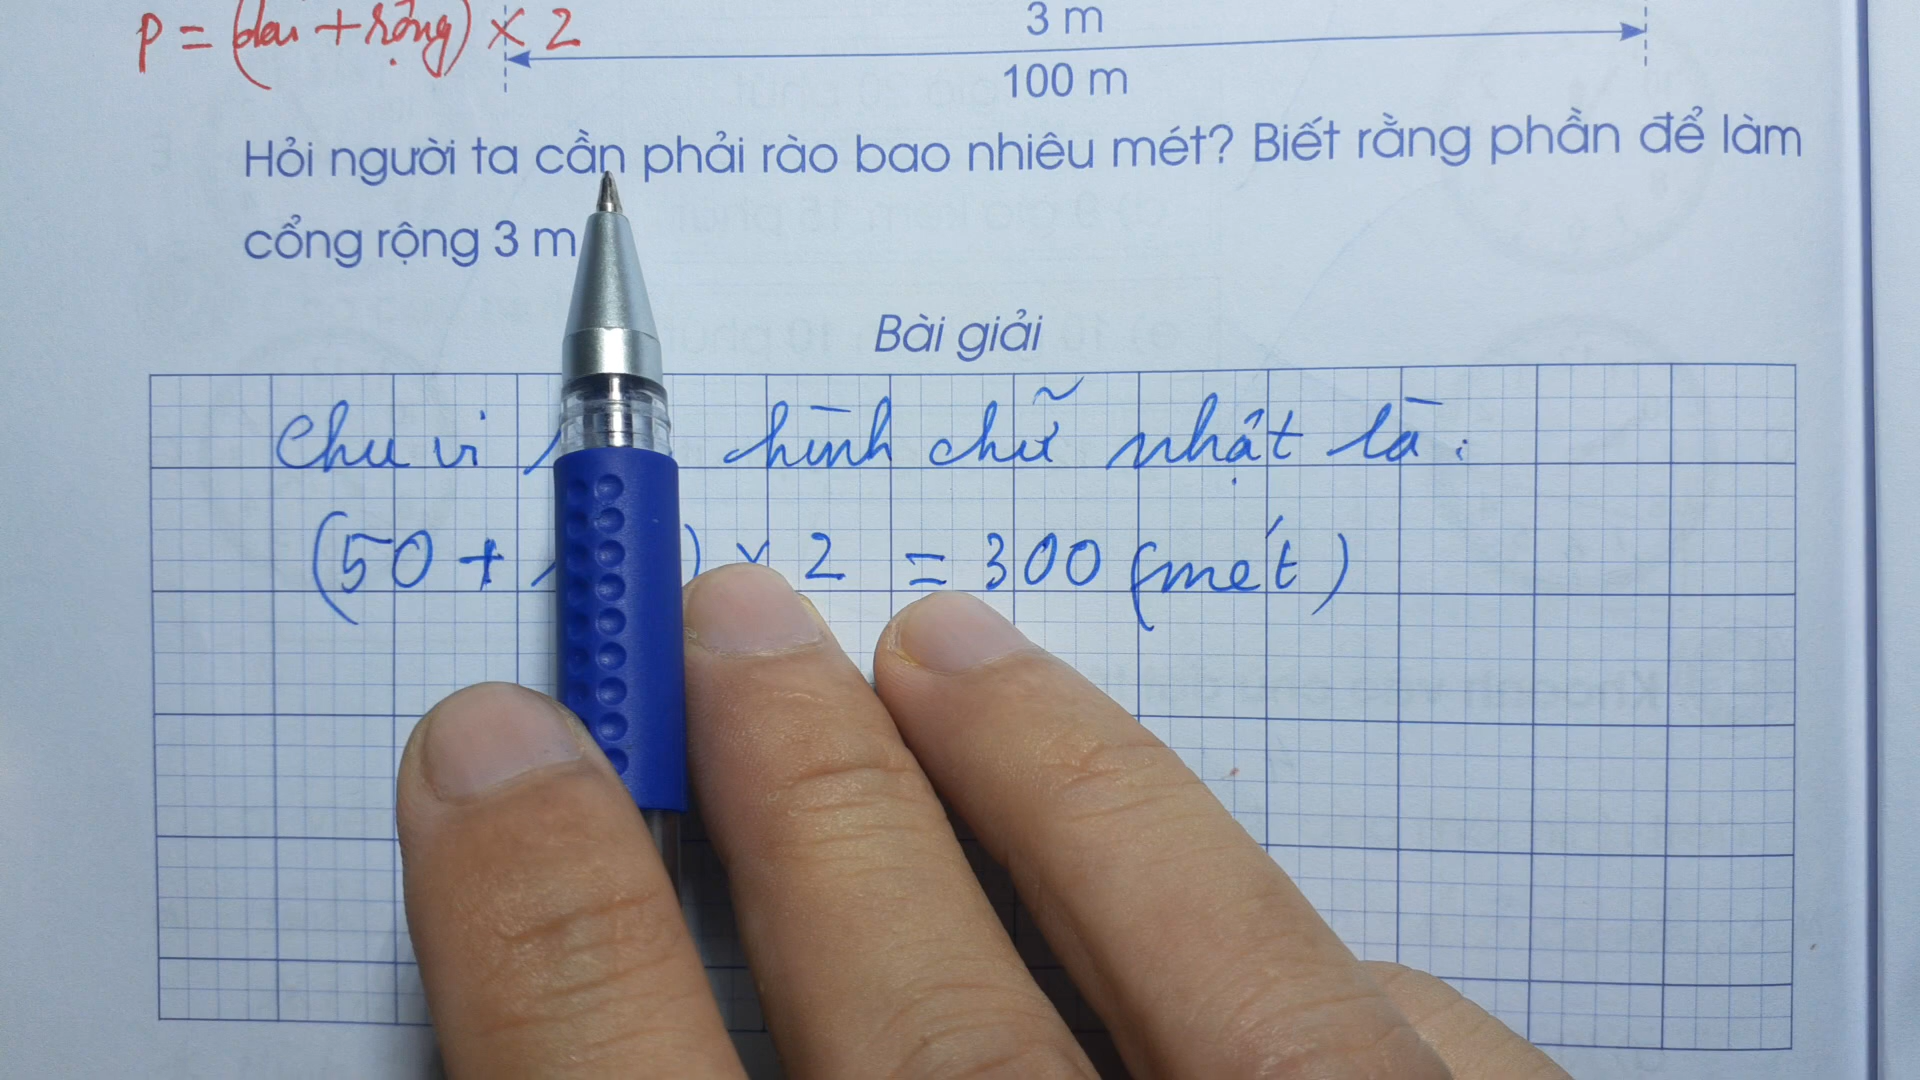 P = (dài + rộng) × 2
3 m
100 m
Hỏi người ta cần phải rào bao nhiêu mét? Biết rằng phần để làm
cổng rộng 3 m
Bài giải
Chu vi hình chữ nhật là:
(50 + ) × 2 = 300 (mét)